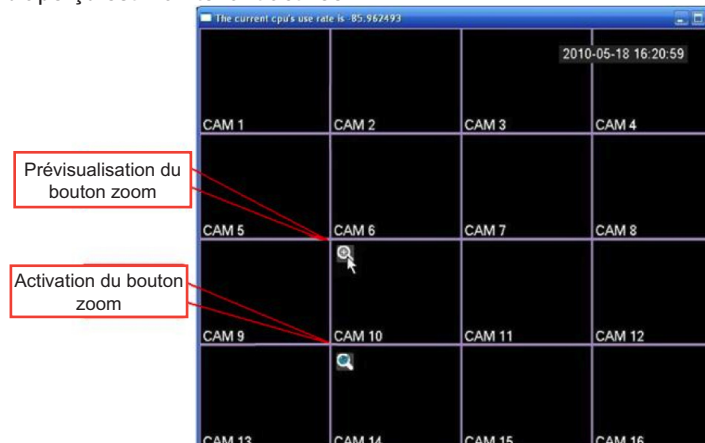 The current cpu's use rate is -85.962493
2010-05-18 16:20:59
CAM 1
CAM 2
CAM 3
CAM 4
Prévisualisation du
bouton zoom
CAM 5
CAM 6
CAM 7
CAM 8
Activation du bouton
zoom
CAM 9
CAM 10
CAM 11
CAM 12
CAM 13
CAM 14
CAM 15
CAM 16